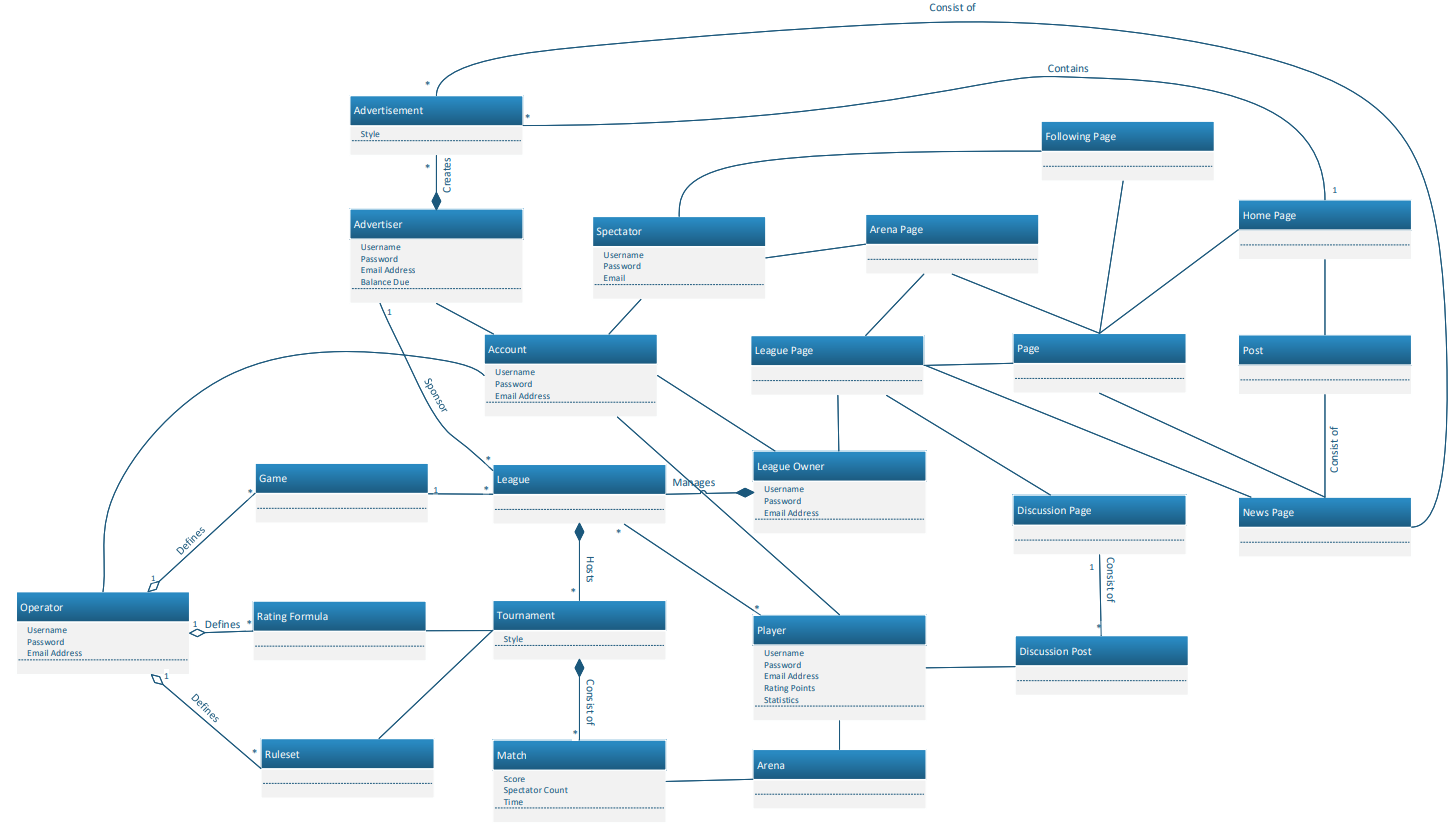 Consist of
Contains
*
Advertisement
*
Style
Following Page
*
Creates
1
Home Page
Advertiser
Username
Password
Email Address
Balance Due
Spectator
Username
Password
Email
Arena Page
1
Sponsor
*
Account
Username
Password
Email Address
League Page
Page
Post
Consist of
Game
*
1
*
League
Manages
League Owner
Username
Password
Email Address
Discussion Page
News Page
Defines
1
Hosts
*
*
*
1
Consist of
*
Operator
Username
Password
Email Address
1
Defines
*
Rating Formula
Tournament
Style
Player
Username
Password
Email Address
Rating Points
Statistics
Discussion Post
1
Defines
*
Consist of
*
Ruleset
Match
Score
Spectator Count
Time
Arena